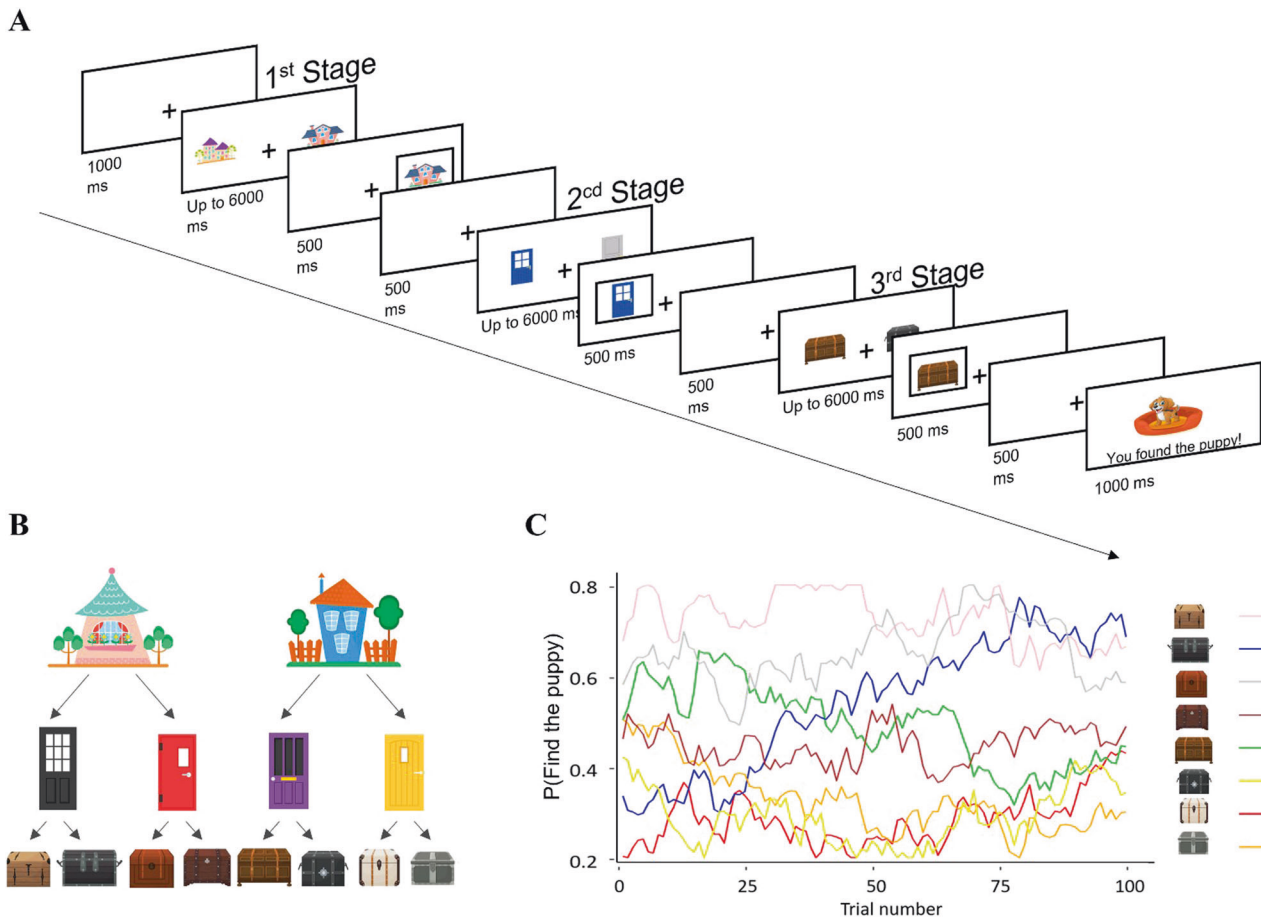 A
1st Stage
1000
ms
Up to 6000
ms
500
ms
500
ms
2cd Stage
Up to 6000 ms
500 ms
500
ms
3rd Stage
Up to 6000 ms
500 ms
500
ms
You found the puppy!
1000 ms
B
C
P(Find the puppy)
0.8
0.6
0.4
0.2
0
25
50
75
100
Trial number